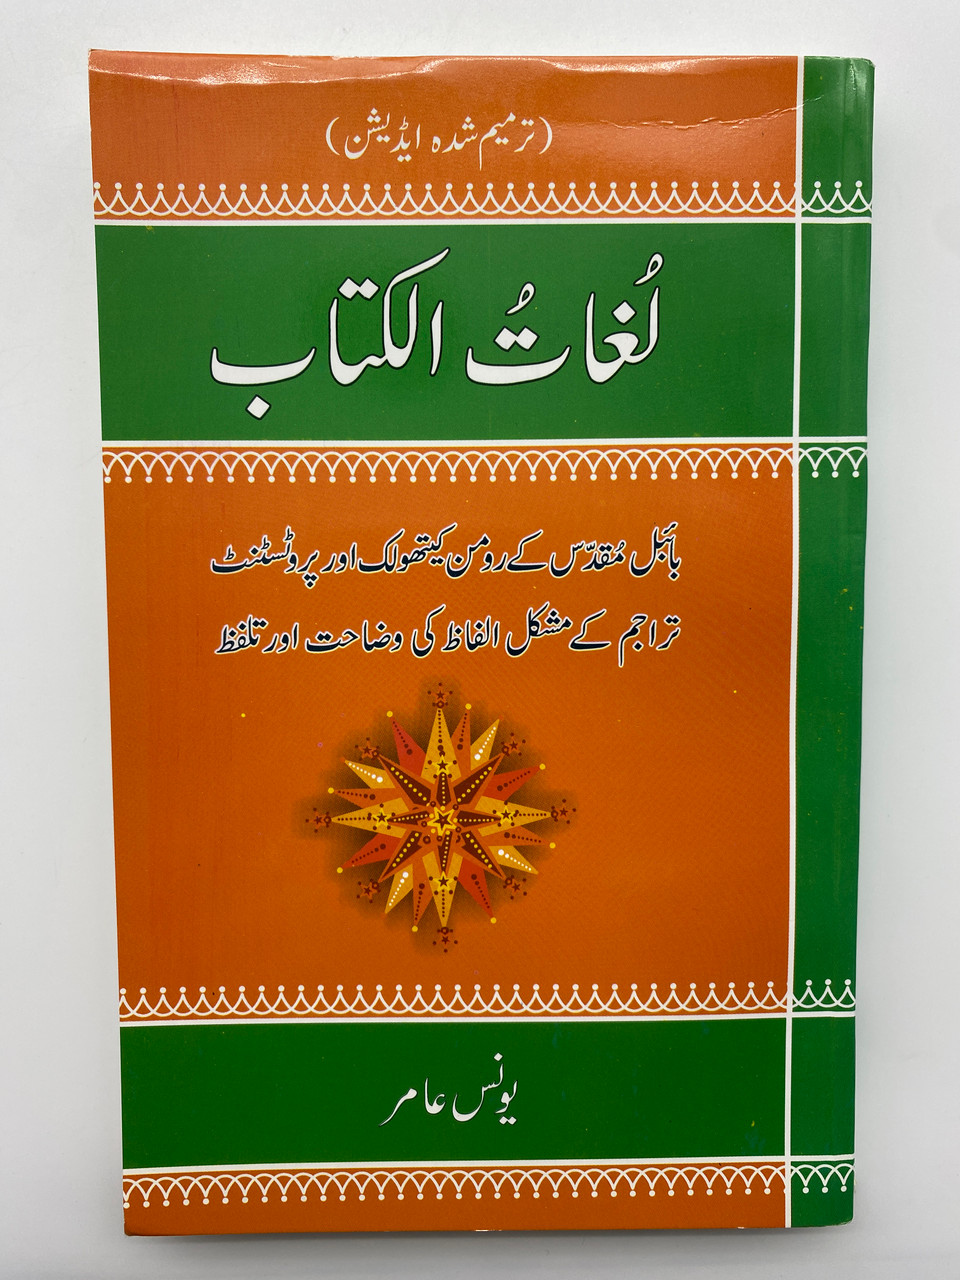 (ترمیم شدہ ایڈیشن)
لُغاتُ الکتاب
بائبل مُقدّس کے رومن کیتھولک اور پروٹسٹنٹ
تراجم کے مشکل الفاظ کی وضاحت اور تلفظ
یونس عامر